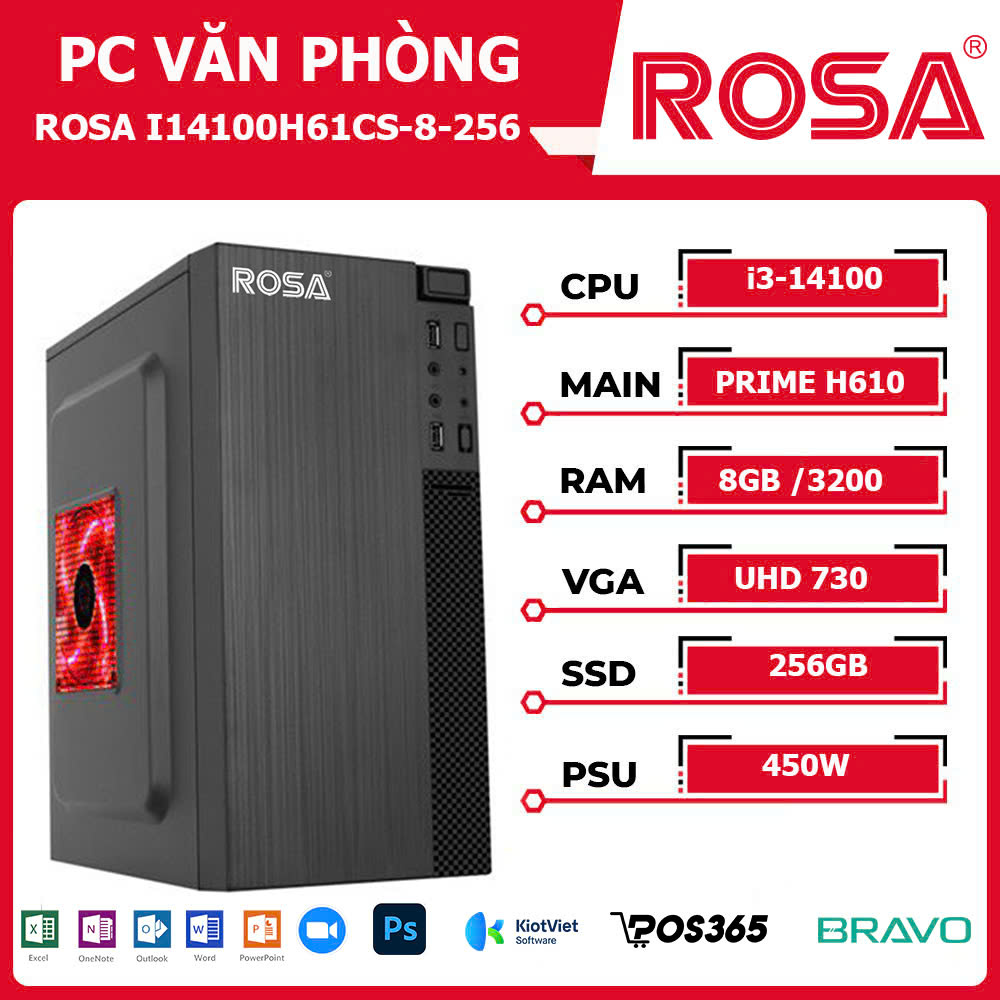 PC VĂN PHÒNG
ROSA I14100H61CS-8-256
ROSA®
ROSA®
CPU i3-14100
MAIN PRIME H610
RAM 8GB /3200
VGA UHD 730
SSD 256GB
PSU 450W
X N O W P Ps KiotViet POS365 BRAVO
Software
Excel OneNote Outlook Word PowerPoint